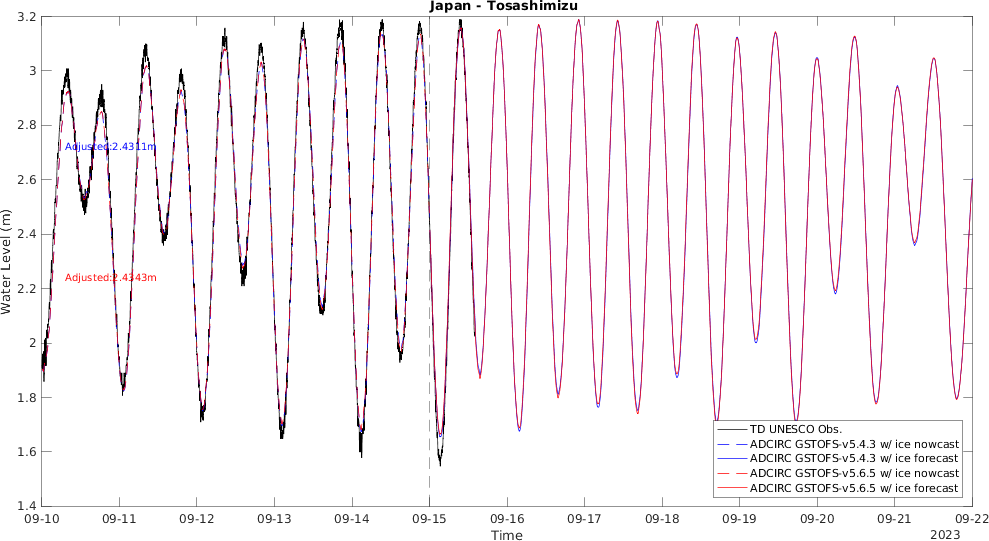 Japan - Tosashimizu
3.2
3
2.8
2.6
2.4
2.2
2
1.8
1.6
1.4
Water Level (m)
Adjusted:2.4311m
Adjusted:2.4343m
TD UNESCO Obs.
ADCIRC GSTOFS-v5.4.3 w/ ice nowcast
ADCIRC GSTOFS-v5.4.3 w/ ice forecast
ADCIRC GSTOFS-v5.6.5 w/ ice nowcast
ADCIRC GSTOFS-v5.6.5 w/ ice forecast
09-10 09-11 09-12 09-13 09-14 09-15 09-16 09-17 09-18 09-19 09-20 09-21 09-22
Time
2023